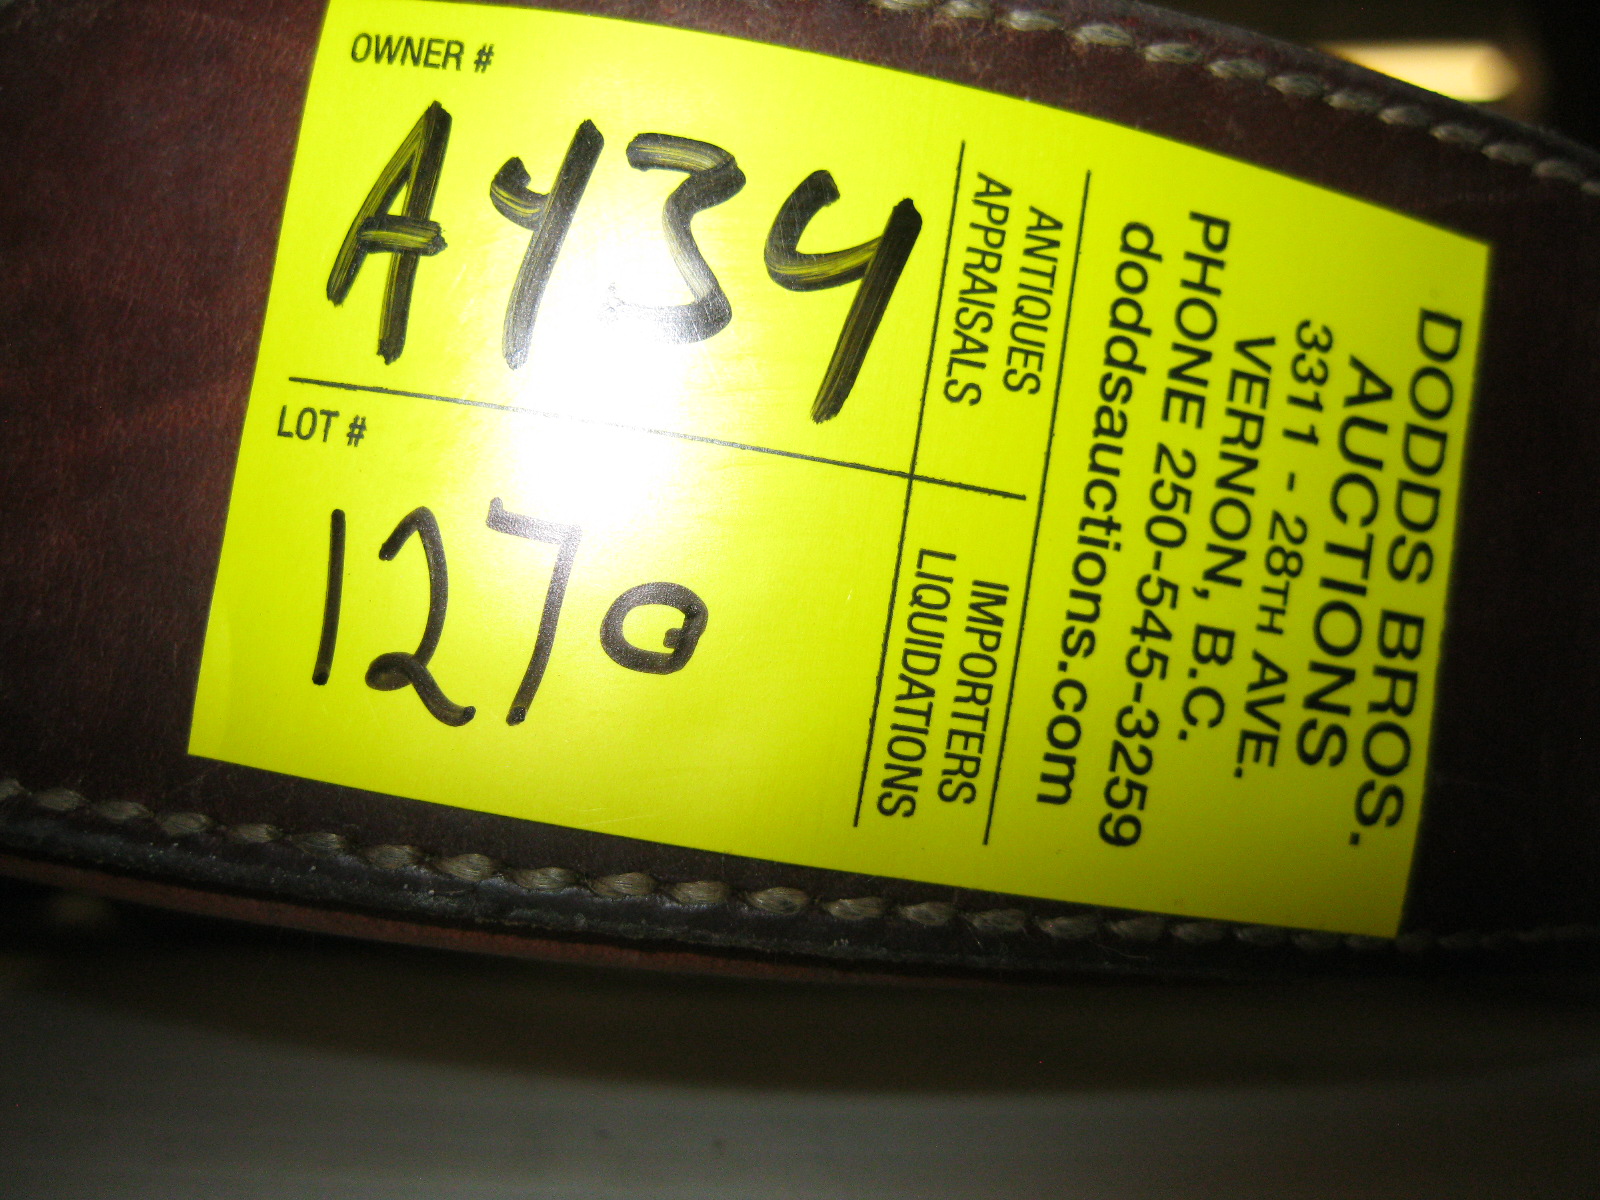 OWNER #
A434
LOT #
1270
DODDS BROS.
AUCTIONS
3311 - 28TH AVE.
VERNON, B.C.
PHONE 250-545-3259
doddsauctions.com
ANTIQUES
APPRAISALS
IMPORTERS
LIQUIDATIONS